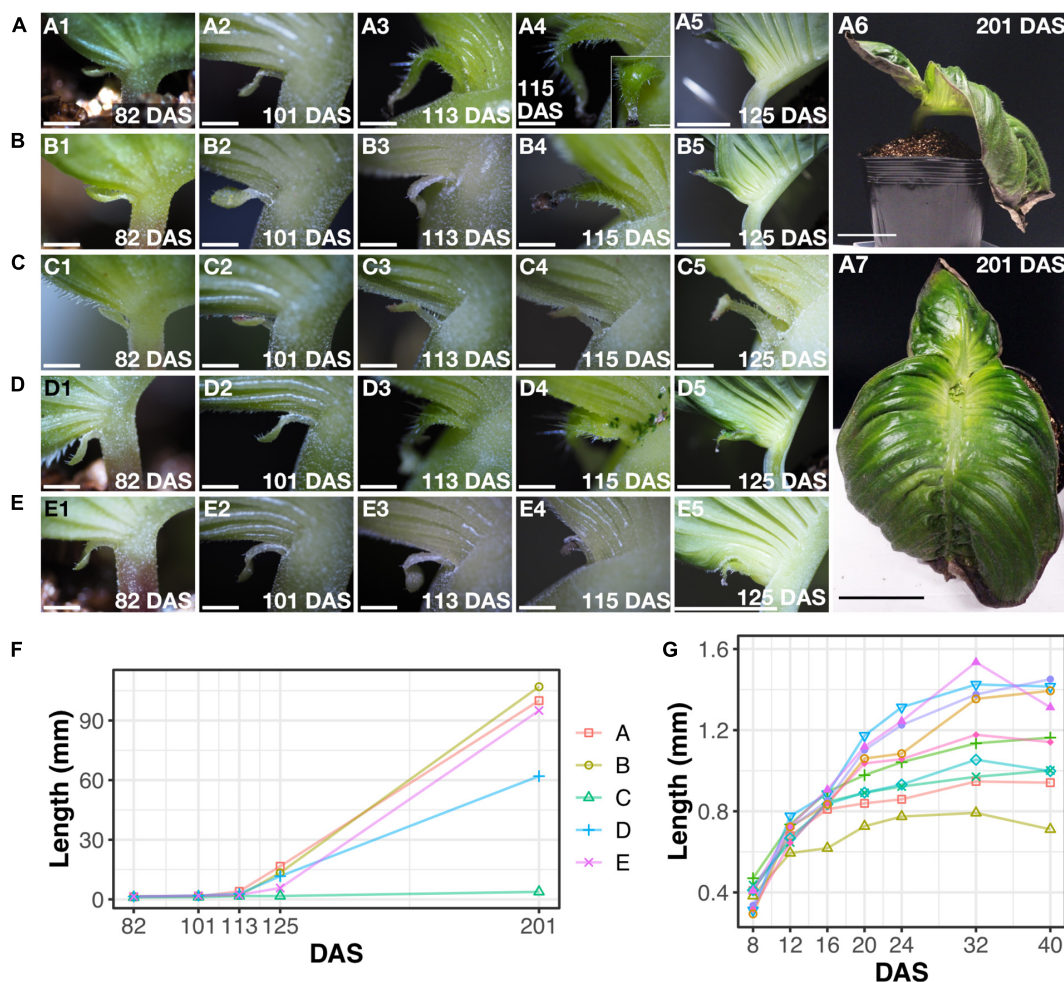 A A1 A2 A3 A4 A5 A6 201 DAS
115
DAS
82 DAS 101 DAS 113 DAS 125 DAS
B B1 B2 B3 B4 B5
82 DAS 101 DAS 113 DAS 115 DAS 125 DAS
C C1 C2 C3 C4 C5 A7 201 DAS
82 DAS 101 DAS 113 DAS 115 DAS 125 DAS
D D1 D2 D3 D4 D5
82 DAS 101 DAS 113 DAS 115 DAS 125 DAS
E E1 E2 E3 E4 E5
82 DAS 101 DAS 113 DAS 115 DAS 125 DAS
F
Length (mm)
90
60
30
0
82 101 113 125 201
DAS
A
B
C
D
E
G
Length (mm)
1.6
1.2
0.8
0.4
8 12 16 20 24 32 40
DAS